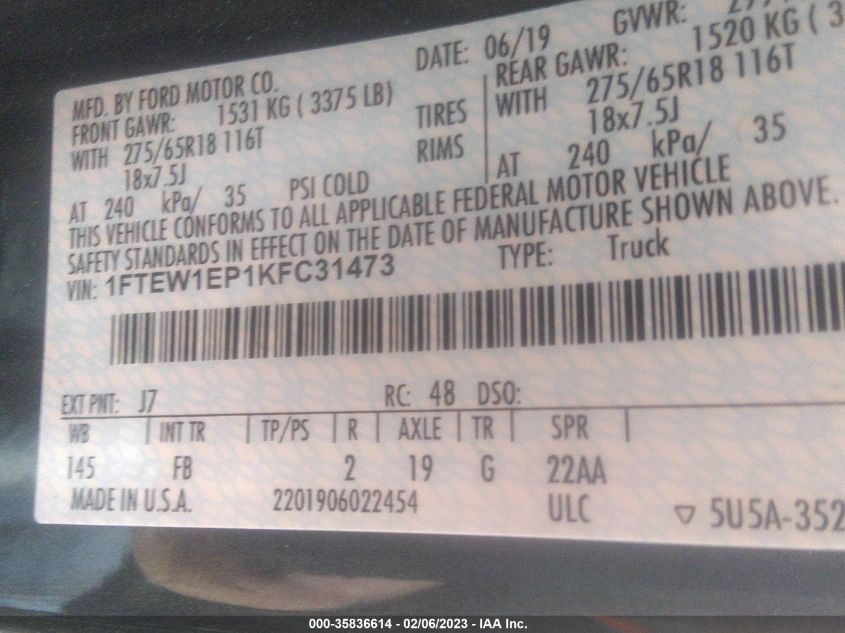 MFD. BY FORD MOTOR CO.
DATE: 06/19
GVWR:
FRONT GAWR: 1531 KG ( 3375 LB)
REAR GAWR: 1520 KG ( 3
WITH 275/65R18 116T TIRES
WITH 275/65R18 116T
18x7.5J RIMS
18x7.5J
AT 240 kPa/ 35 PSI COLD
AT 240 kPa/ 35
THIS VEHICLE CONFORMS TO ALL APPLICABLE FEDERAL MOTOR VEHICLE
SAFETY STANDARDS IN EFFECT ON THE DATE OF MANUFACTURE SHOWN ABOVE.
VIN: 1FTEW1EP1KFC31473 TYPE: Truck
EXT PNT: J7 RC: 48 DSO:
WB INT TR TP/PS R AXLE TR SPR
145 FB 2 19 G 22AA
MADE IN U.S.A. 2201906022454 ULC 5U5A-352
000-35836614 - 02/06/2023 - IAA Inc.